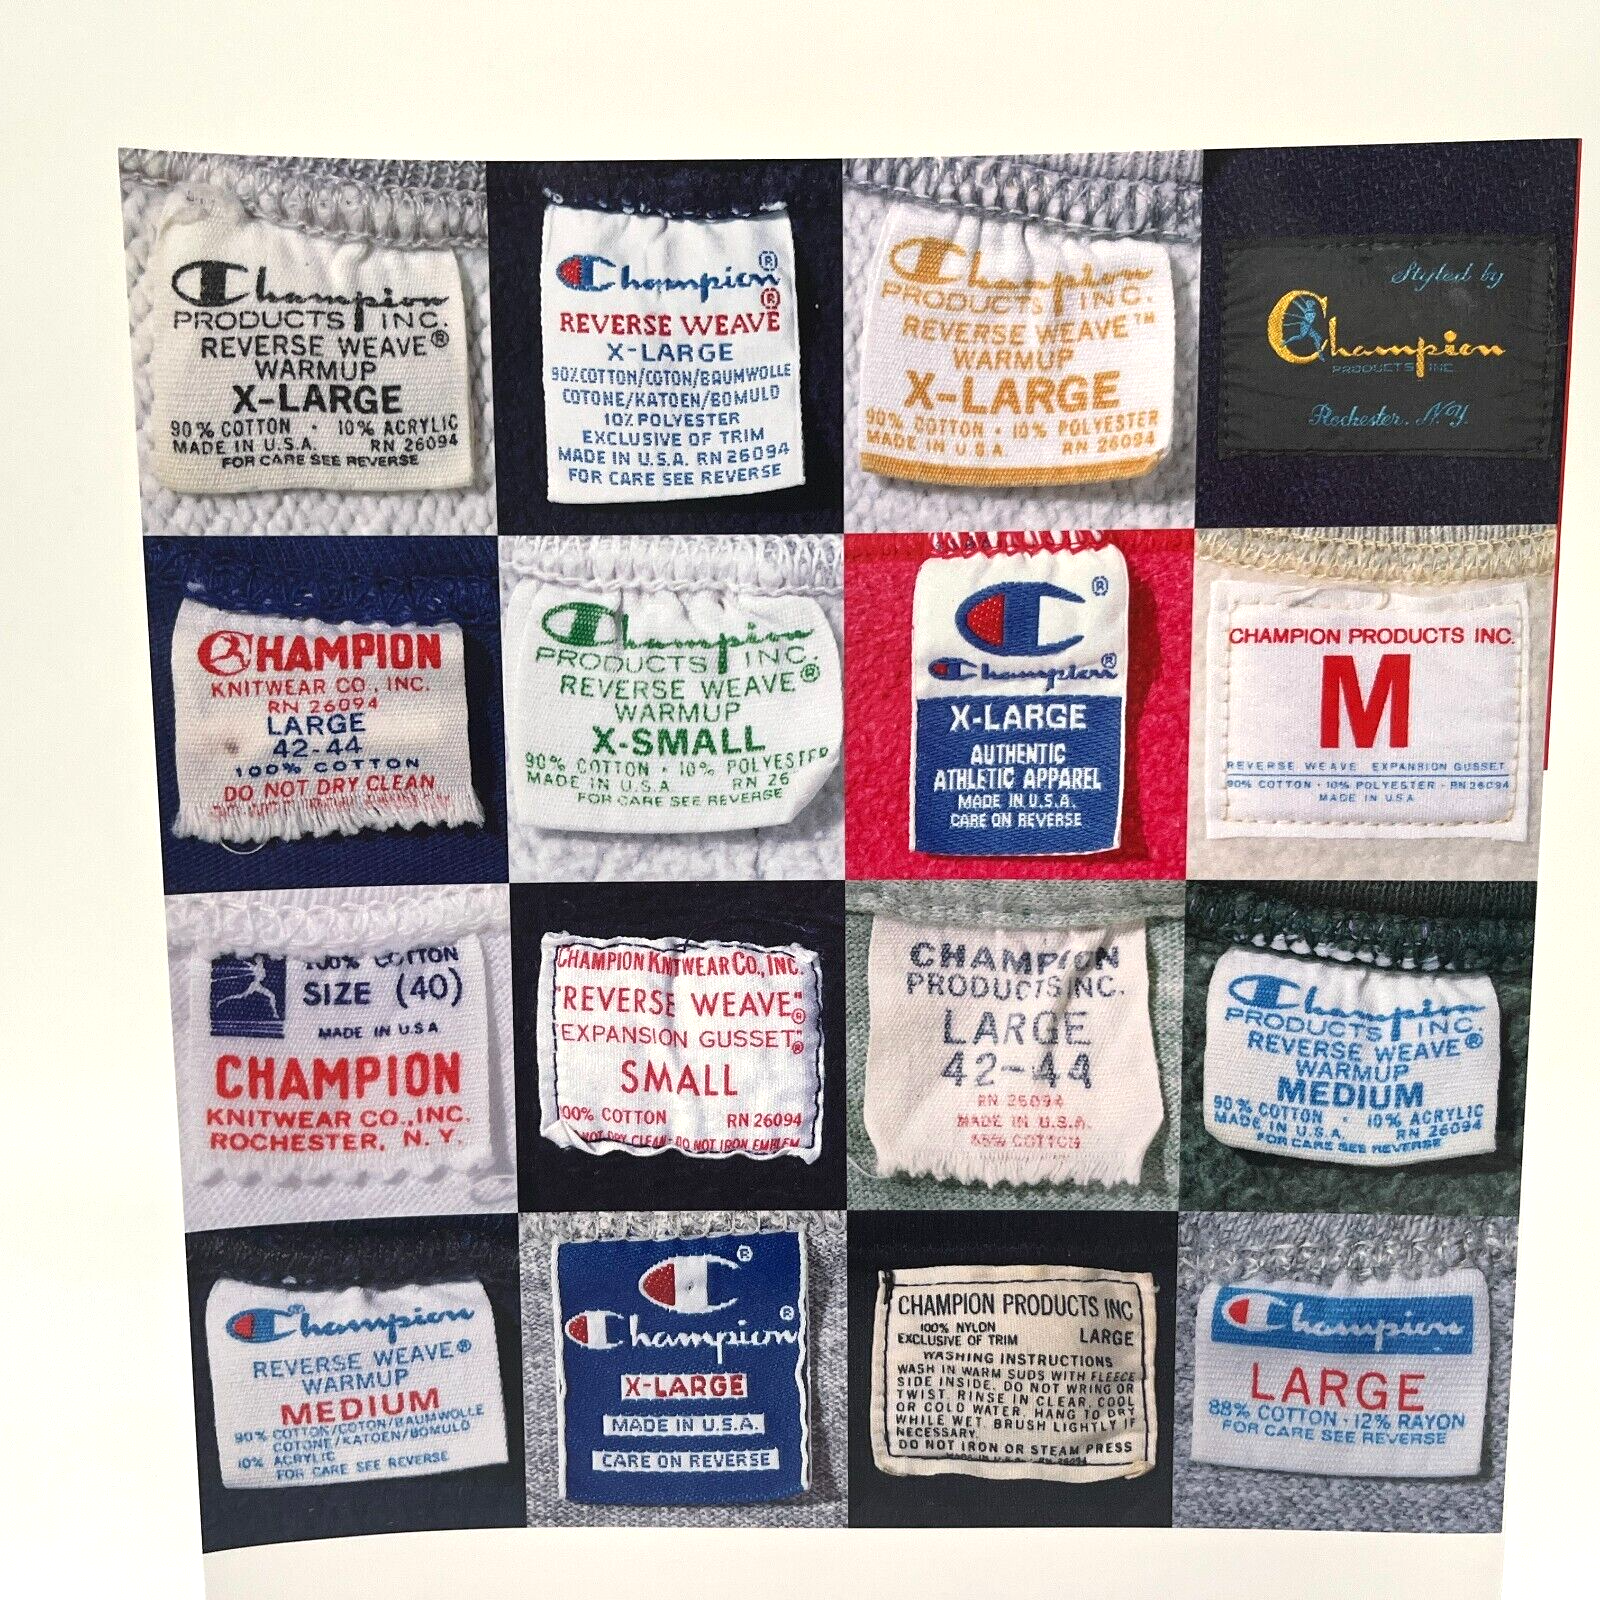 Champion
PRODUCTS INC.
REVERSE WEAVE®
WARMUP
X-LARGE
90% COTTON · 10% ACRYLIC
MADE IN U.S.A. RN 26094
FOR CARE SEE REVERSE
Champion®
REVERSE WEAVE®
X-LARGE
90% COTTON/COTON/BAUMWOLLE
COTONE/KATOEN/BOMULD
10% POLYESTER
EXCLUSIVE OF TRIM
MADE IN U.S.A. RN 26094
FOR CARE SEE REVERSE
Champion
PRODUCTS INC.
REVERSE WEAVE™
WARMUP
X-LARGE
90% COTTON · 10% POLYESTER
MADE IN U.S.A. RN 26094
Styled by
Champion
PRODUCTS INC
Rochester, N.Y.
CHAMPION
KNITWEAR CO., INC.
RN 26094
LARGE
42-44
100% COTTON
DO NOT DRY CLEAN
Champion
PRODUCTS INC.
REVERSE WEAVE®
WARMUP
X-SMALL
90% COTTON · 10% POLYESTER
MADE IN U.S.A. RN 26
FOR CARE SEE REVERSE
C®
Champion®
X-LARGE
AUTHENTIC
ATHLETIC APPAREL
MADE IN U.S.A.
CARE ON REVERSE
CHAMPION PRODUCTS INC.
M
REVERSE WEAVE EXPANSION GUSSET
90% COTTON · 10% POLYESTER · RN26094
MADE IN U.S.A
100% COTTON
SIZE (40)
MADE IN U.S.A
CHAMPION
KNITWEAR CO., INC.
ROCHESTER, N.Y.
CHAMPION KNITWEAR CO., INC.
"REVERSE WEAVE"®
"EXPANSION GUSSET"®
SMALL
100% COTTON RN 26094
NOT DRY CLEAN-DO NOT IRON EMBLEM
CHAMPION
PRODUCTS INC.
LARGE
42-44
RN 26094
MADE IN U.S.A.
COTTON
Champion
PRODUCTS INC.
REVERSE WEAVE®
WARMUP
MEDIUM
90% COTTON · 10% ACRYLIC
MADE IN U.S.A. RN 26094
FOR CARE SEE REVERSE
Champion®
REVERSE WEAVE®
WARMUP
MEDIUM
90% COTTON/COTON/BAUMWOLLE
COTONE/KATOEN/BOMULD
10% ACRYLIC
FOR CARE SEE REVERSE
C®
Champion®
X-LARGE
MADE IN U.S.A.
CARE ON REVERSE
CHAMPION PRODUCTS INC
100% NYLON
EXCLUSIVE OF TRIM LARGE
WASHING INSTRUCTIONS
WASH IN WARM SUDS WITH FLEECE
SIDE INSIDE. DO NOT WRING OR
TWIST. RINSE IN CLEAR, COOL
OR COLD WATER. HANG TO DRY
WHILE WET. BRUSH LIGHTLY IF
NECESSARY.
DO NOT IRON OR STEAM PRESS
Champion
LARGE
88% COTTON · 12% RAYON
FOR CARE SEE REVERSE